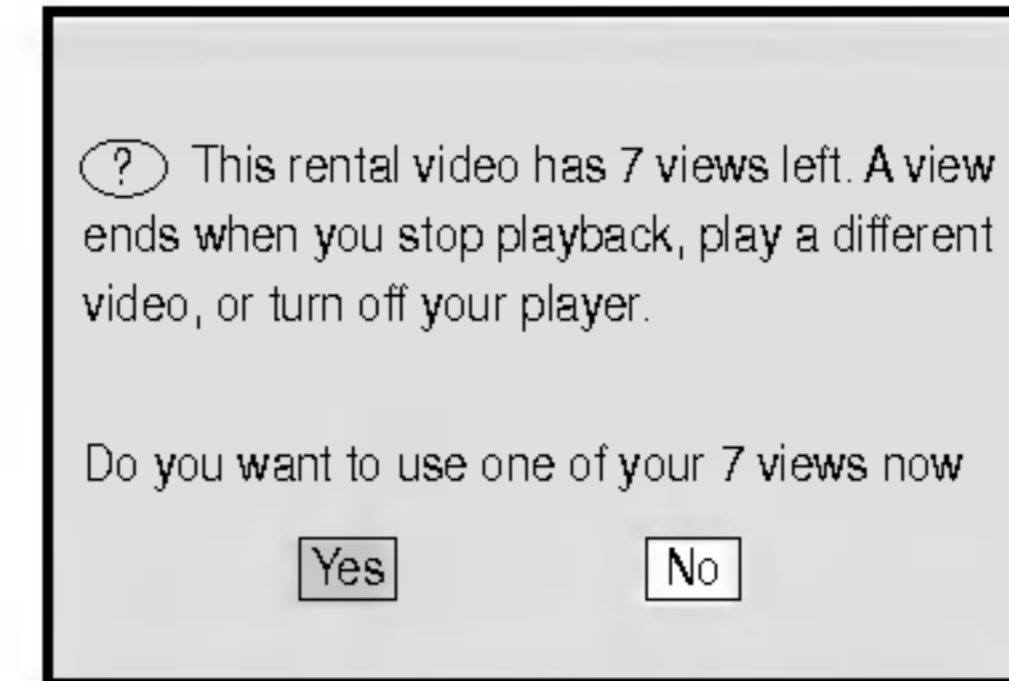 ? This rental video has 7 views left. A view
ends when you stop playback, play a different
video, or turn off your player.
Do you want to use one of your 7 views now
Yes No